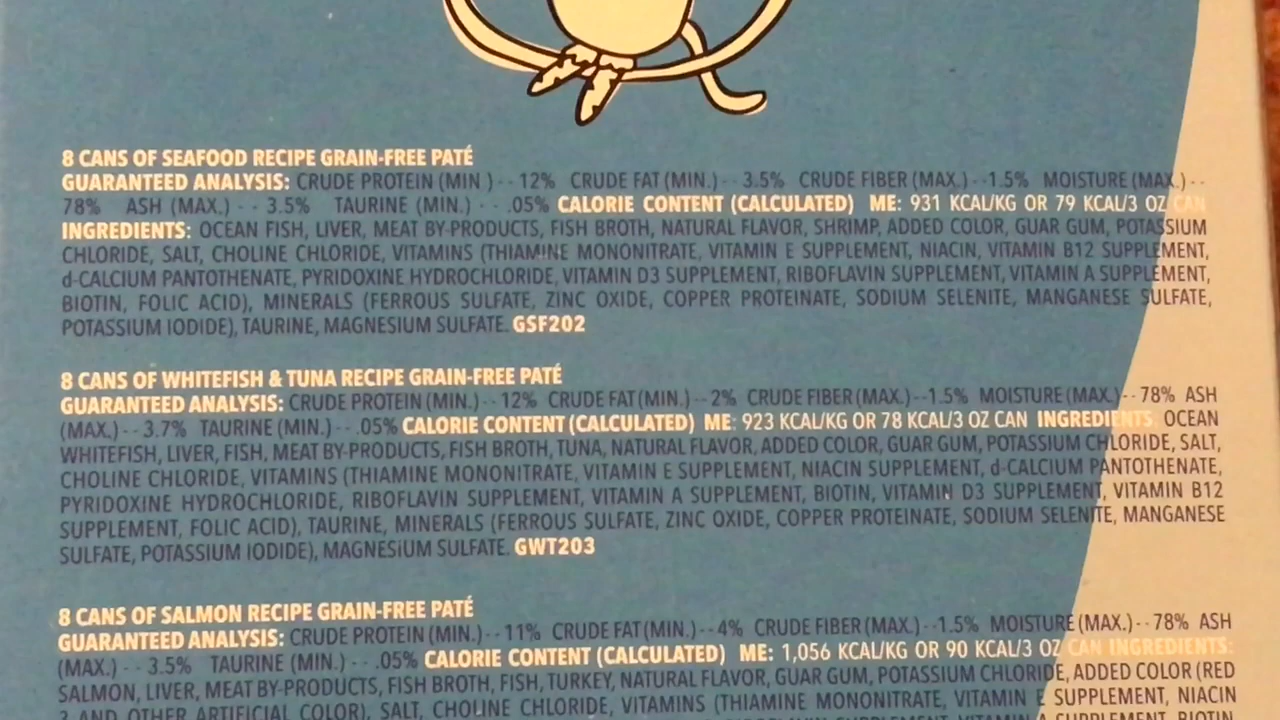 8 CANS OF SEAFOOD RECIPE GRAIN-FREE PATÉ
GUARANTEED ANALYSIS: CRUDE PROTEIN (MIN ) - - 12% CRUDE FAT (MIN.) - - 3.5% CRUDE FIBER (MAX.) - -1.5% MOISTURE (MAX.) - -
78% ASH (MAX.) - - 3.5% TAURINE (MIN.) - - .05% CALORIE CONTENT (CALCULATED) ME: 931 KCAL/KG OR 79 KCAL/3 OZ CAN
INGREDIENTS: OCEAN FISH, LIVER, MEAT BY-PRODUCTS, FISH BROTH, NATURAL FLAVOR, SHRIMP, ADDED COLOR, GUAR GUM, POTASSIUM
CHLORIDE, SALT, CHOLINE CHLORIDE, VITAMINS (THIAMINE MONONITRATE, VITAMIN E SUPPLEMENT, NIACIN, VITAMIN B12 SUPPLEMENT,
d-CALCIUM PANTOTHENATE, PYRIDOXINE HYDROCHLORIDE, VITAMIN D3 SUPPLEMENT, RIBOFLAVIN SUPPLEMENT, VITAMIN A SUPPLEMENT,
BIOTIN, FOLIC ACID), MINERALS (FERROUS SULFATE, ZINC OXIDE, COPPER PROTEINATE, SODIUM SELENITE, MANGANESE SULFATE,
POTASSIUM IODIDE), TAURINE, MAGNESIUM SULFATE. GSF202
8 CANS OF WHITEFISH & TUNA RECIPE GRAIN-FREE PATÉ
GUARANTEED ANALYSIS: CRUDE PROTEIN (MIN.) - - 12% CRUDE FAT (MIN.) - - 2% CRUDE FIBER (MAX.) - -1.5% MOISTURE (MAX.) - - 78% ASH
(MAX.) - - 3.7% TAURINE (MIN.) - - .05% CALORIE CONTENT (CALCULATED) ME: 923 KCAL/KG OR 78 KCAL/3 OZ CAN INGREDIENTS: OCEAN
WHITEFISH, LIVER, FISH, MEAT BY-PRODUCTS, FISH BROTH, TUNA, NATURAL FLAVOR, ADDED COLOR, GUAR GUM, POTASSIUM CHLORIDE, SALT,
CHOLINE CHLORIDE, VITAMINS (THIAMINE MONONITRATE, VITAMIN E SUPPLEMENT, NIACIN SUPPLEMENT, d-CALCIUM PANTOTHENATE,
PYRIDOXINE HYDROCHLORIDE, RIBOFLAVIN SUPPLEMENT, VITAMIN A SUPPLEMENT, BIOTIN, VITAMIN D3 SUPPLEMENT, VITAMIN B12
SUPPLEMENT, FOLIC ACID), TAURINE, MINERALS (FERROUS SULFATE, ZINC OXIDE, COPPER PROTEINATE, SODIUM SELENITE, MANGANESE
SULFATE, POTASSIUM IODIDE), MAGNESIUM SULFATE. GWT203
8 CANS OF SALMON RECIPE GRAIN-FREE PATÉ
GUARANTEED ANALYSIS: CRUDE PROTEIN (MIN.) - - 11% CRUDE FAT (MIN.) - - 4% CRUDE FIBER (MAX.) - -1.5% MOISTURE (MAX.) - - 78% ASH
(MAX.) - - 3.5% TAURINE (MIN.) - - .05% CALORIE CONTENT (CALCULATED) ME: 1,056 KCAL/KG OR 90 KCAL/3 OZ CAN INGREDIENTS:
SALMON, LIVER, MEAT BY-PRODUCTS, FISH BROTH, FISH, TURKEY, NATURAL FLAVOR, GUAR GUM, POTASSIUM CHLORIDE, ADDED COLOR (RED
3 AND OTHER ARTIFICIAL COLOR), SALT, CHOLINE CHLORIDE, VITAMINS (THIAMINE MONONITRATE, VITAMIN E SUPPLEMENT, NIACIN